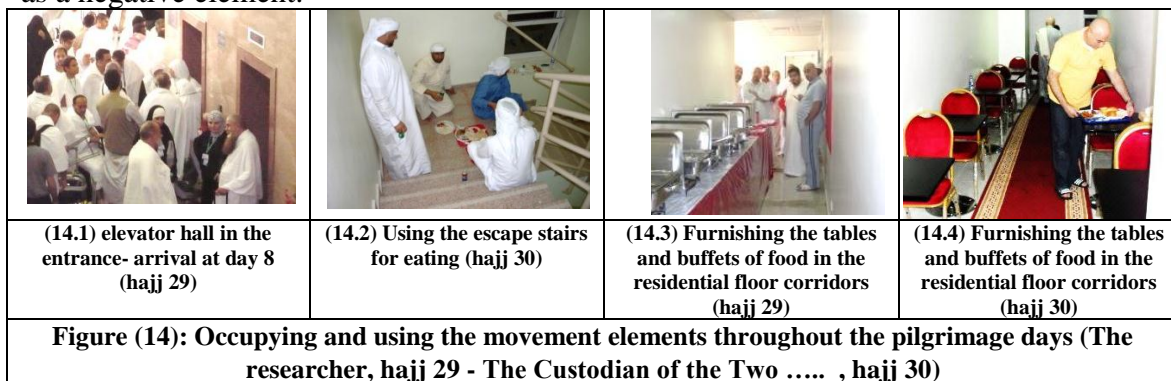 as a negative element.
(14.1) elevator hall in the
entrance- arrival at day 8
(hajj 29)
(14.2) Using the escape stairs
for eating (hajj 30)
(14.3) Furnishing the tables
and buffets of food in the
residential floor corridors
(hajj 29)
(14.4) Furnishing the tables
and buffets of food in the
residential floor corridors
(hajj 30)
Figure (14): Occupying and using the movement elements throughout the pilgrimage days (The
researcher, hajj 29 - The Custodian of the Two ….. , hajj 30)